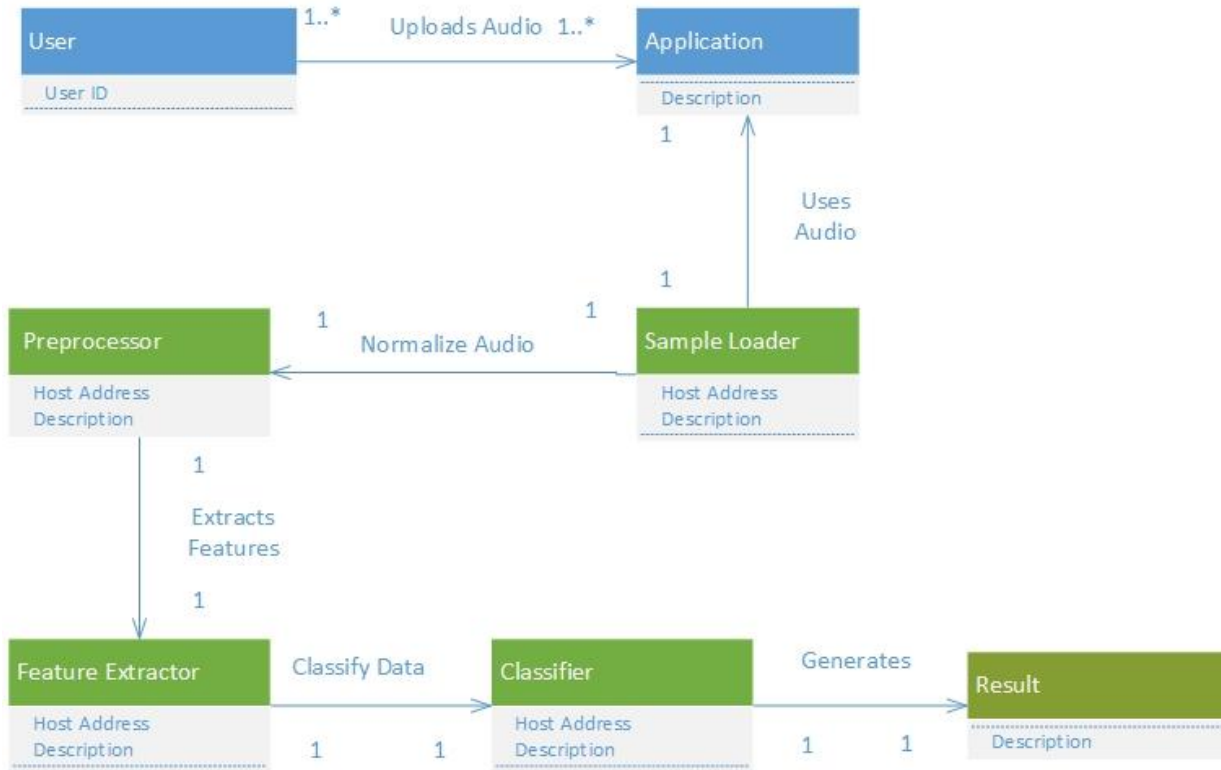 User
User ID
1..*
Uploads Audio 1..*
Application
Description
1
Uses
Audio
1
Sample Loader
Host Address
Description
1
Normalize Audio
1
Preprocessor
Host Address
Description
1
Extracts
Features
1
Feature Extractor
Host Address
Description
Classify Data
1
1
Classifier
Host Address
Description
Generates
1
1
Result
Description